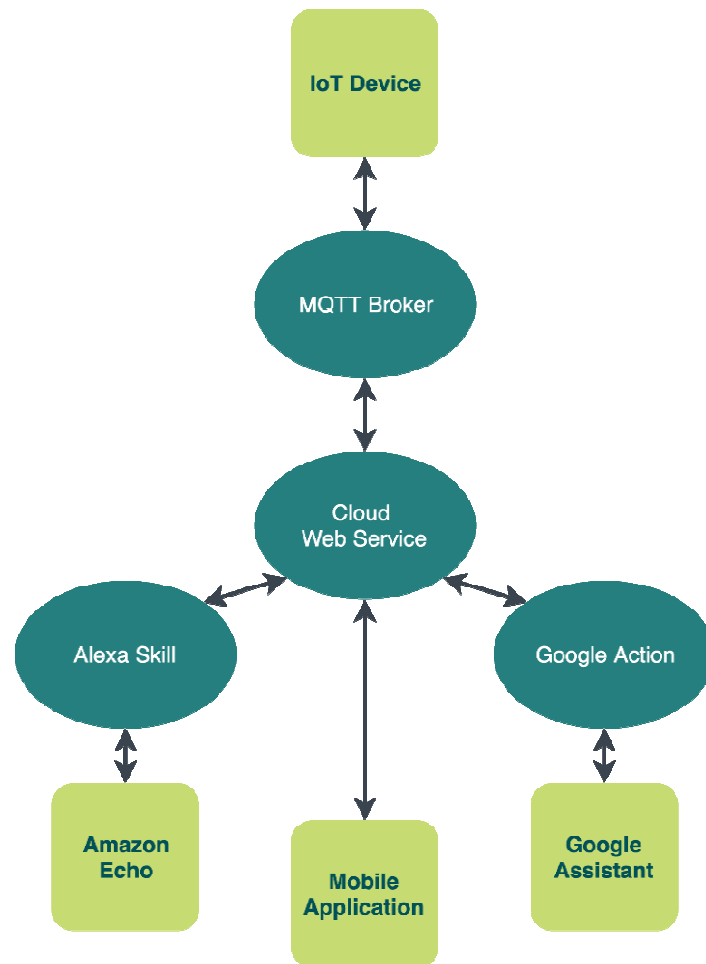 IoT Device
MQTT Broker
Cloud
Web Service
Alexa Skill
Google Action
Amazon
Echo
Mobile
Application
Google
Assistant